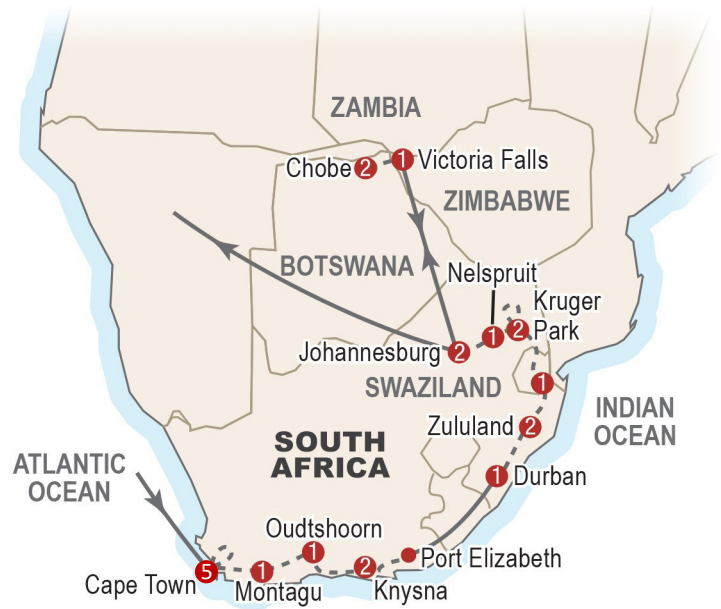 ZAMBIA
Chobe 2
1 Victoria Falls
ZIMBABWE
BOTSWANA
Nelspruit
Kruger
1 2 Park
Johannesburg 2
SWAZILAND 1
Zululand 2
INDIAN
OCEAN
SOUTH
AFRICA
ATLANTIC
OCEAN
1 Durban
Oudtshoorn
1
Port Elizabeth
Cape Town 5
1
Montagu
2
Knysna